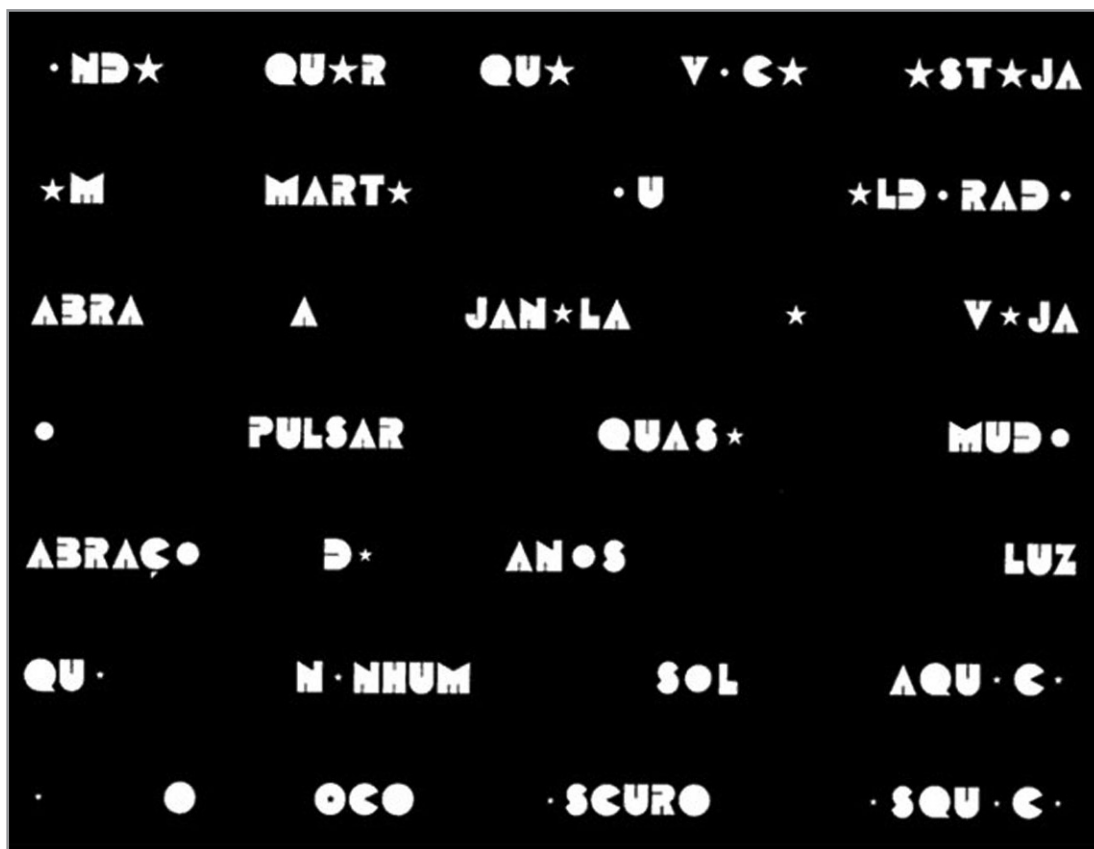 •ND★ QU★R QU★ V•C★ ★ST★JA
★M MART★ •U ★LD•RAD•
ABRA A JAN★LA ★ V★JA
● PULSAR QUAS★ MUD●
ABRAÇ● D★ AN●S LUZ
QU★ N★NHUM SOL AQU★C★
★ ● OCO ★SCURO ★SQU★C★